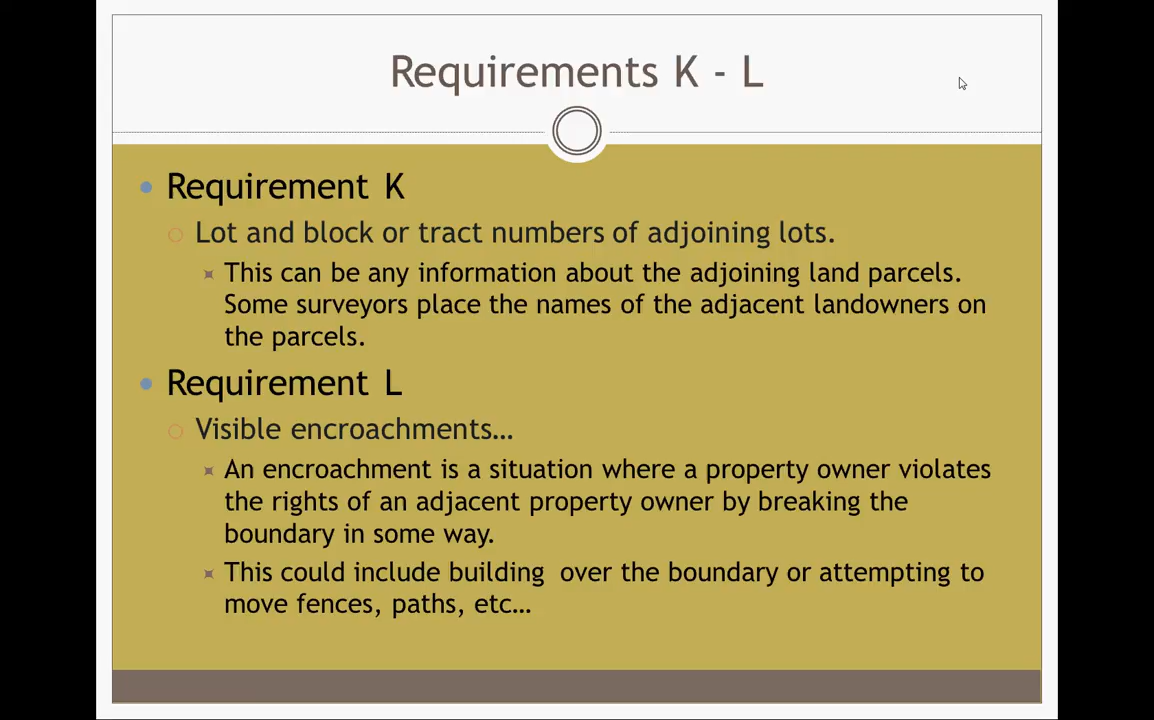 Requirements K - L
Requirement K
Lot and block or tract numbers of adjoining lots.
This can be any information about the adjoining land parcels.
Some surveyors place the names of the adjacent landowners on
the parcels.
Requirement L
Visible encroachments…
An encroachment is a situation where a property owner violates
the rights of an adjacent property owner by breaking the
boundary in some way.
This could include building  over the boundary or attempting to
move fences, paths, etc…